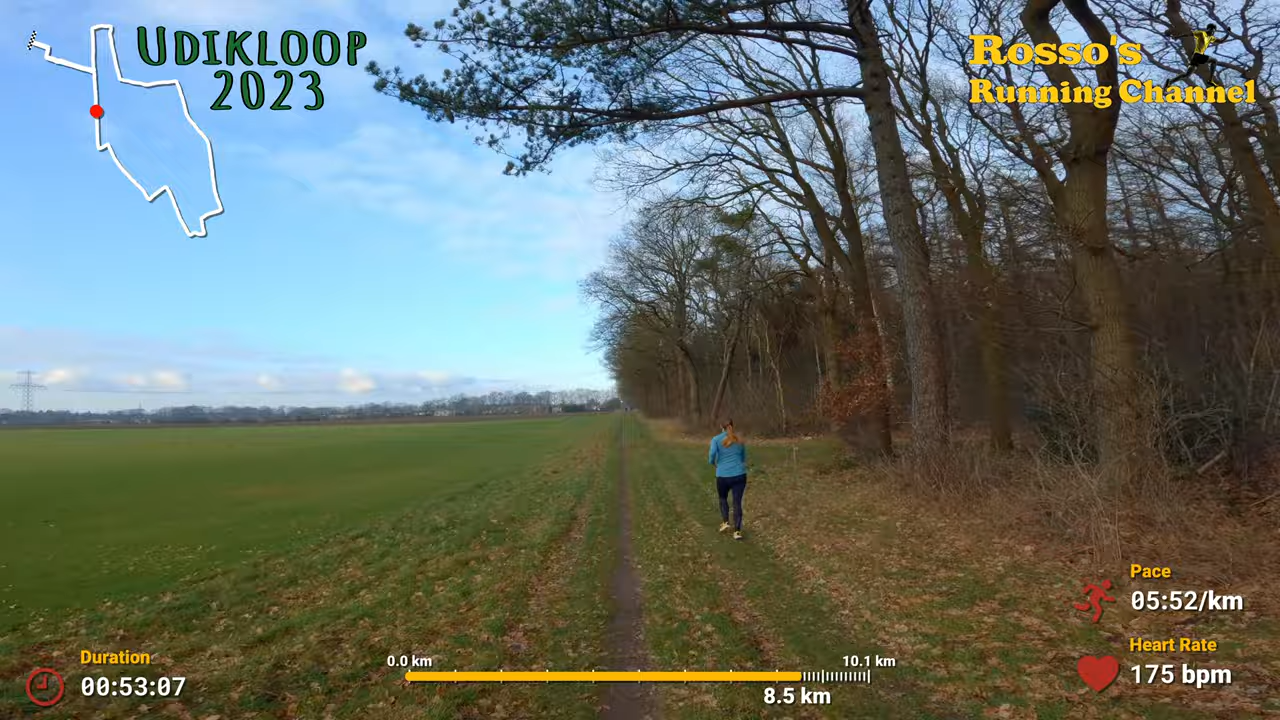 UDIKLOOP
2023
Rosso's
Running Channel
Pace
05:52/km
Heart Rate
175 bpm
Duration
00:53:07
0.0 km
10.1 km
8.5 km